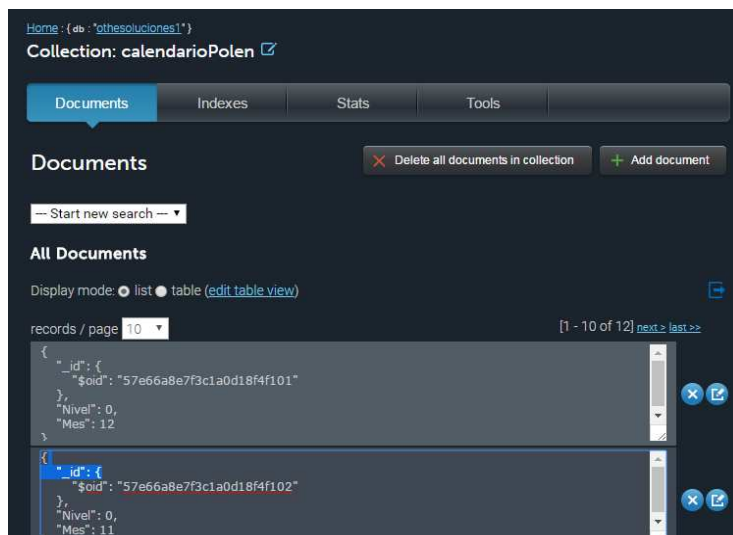 Home : { db : "othesoluciones1" }
Collection: calendarioPolen
Documents Indexes Stats Tools
Documents
Delete all documents in collection
Add document
--- Start new search ---
All Documents
Display mode: list table (edit table view)
records / page 10 [1 - 10 of 12] next > last >>
{
"_id": {
"$oid": "57e66a8e7f3c1a0d18f4f101"
},
"Nivel": 0,
"Mes": 12
}
{
"_id": {
"$oid": "57e66a8e7f3c1a0d18f4f102"
},
"Nivel": 0,
"Mes": 11